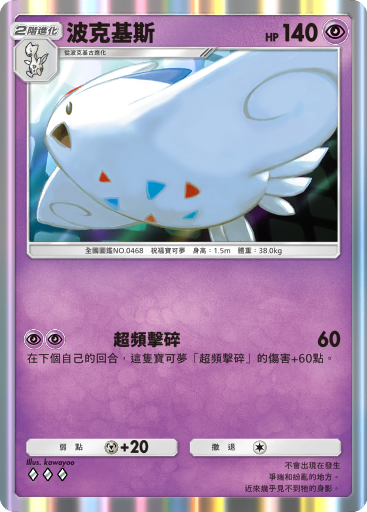 2階進化
波克基斯
HP 140
從波克基古進化
全國圖鑑NO.0468 祝福寶可夢 身高：1.5m 體重：38.0kg
超頻擊碎 60
在下個自己的回合，這隻寶可夢「超頻擊碎」的傷害+60點。
弱點 +20
撤退
Illus. kawayoo
不會出現在發生
爭端和紛亂的地方。
近來幾乎見不到牠的身影。